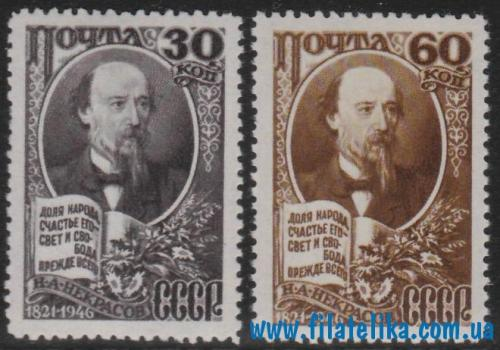 ПОЧТА 30
КОП
ДОЛЯ НАРОДА
СЧАСТЬЕ ЕГО-
СВЕТ И СВО-
БОДА
ПРЕЖДЕ ВСЕГО
Н·А·НЕКРАСОВ
1821-1946 СССР
ПОЧТА 60
КОП
ДОЛЯ НАРОДА
СЧАСТЬЕ ЕГО-
СВЕТ И СВО-
БОДА
ПРЕЖДЕ ВСЕГО
Н·А·НЕКРАСОВ
СССР
www.filatelika.com.ua